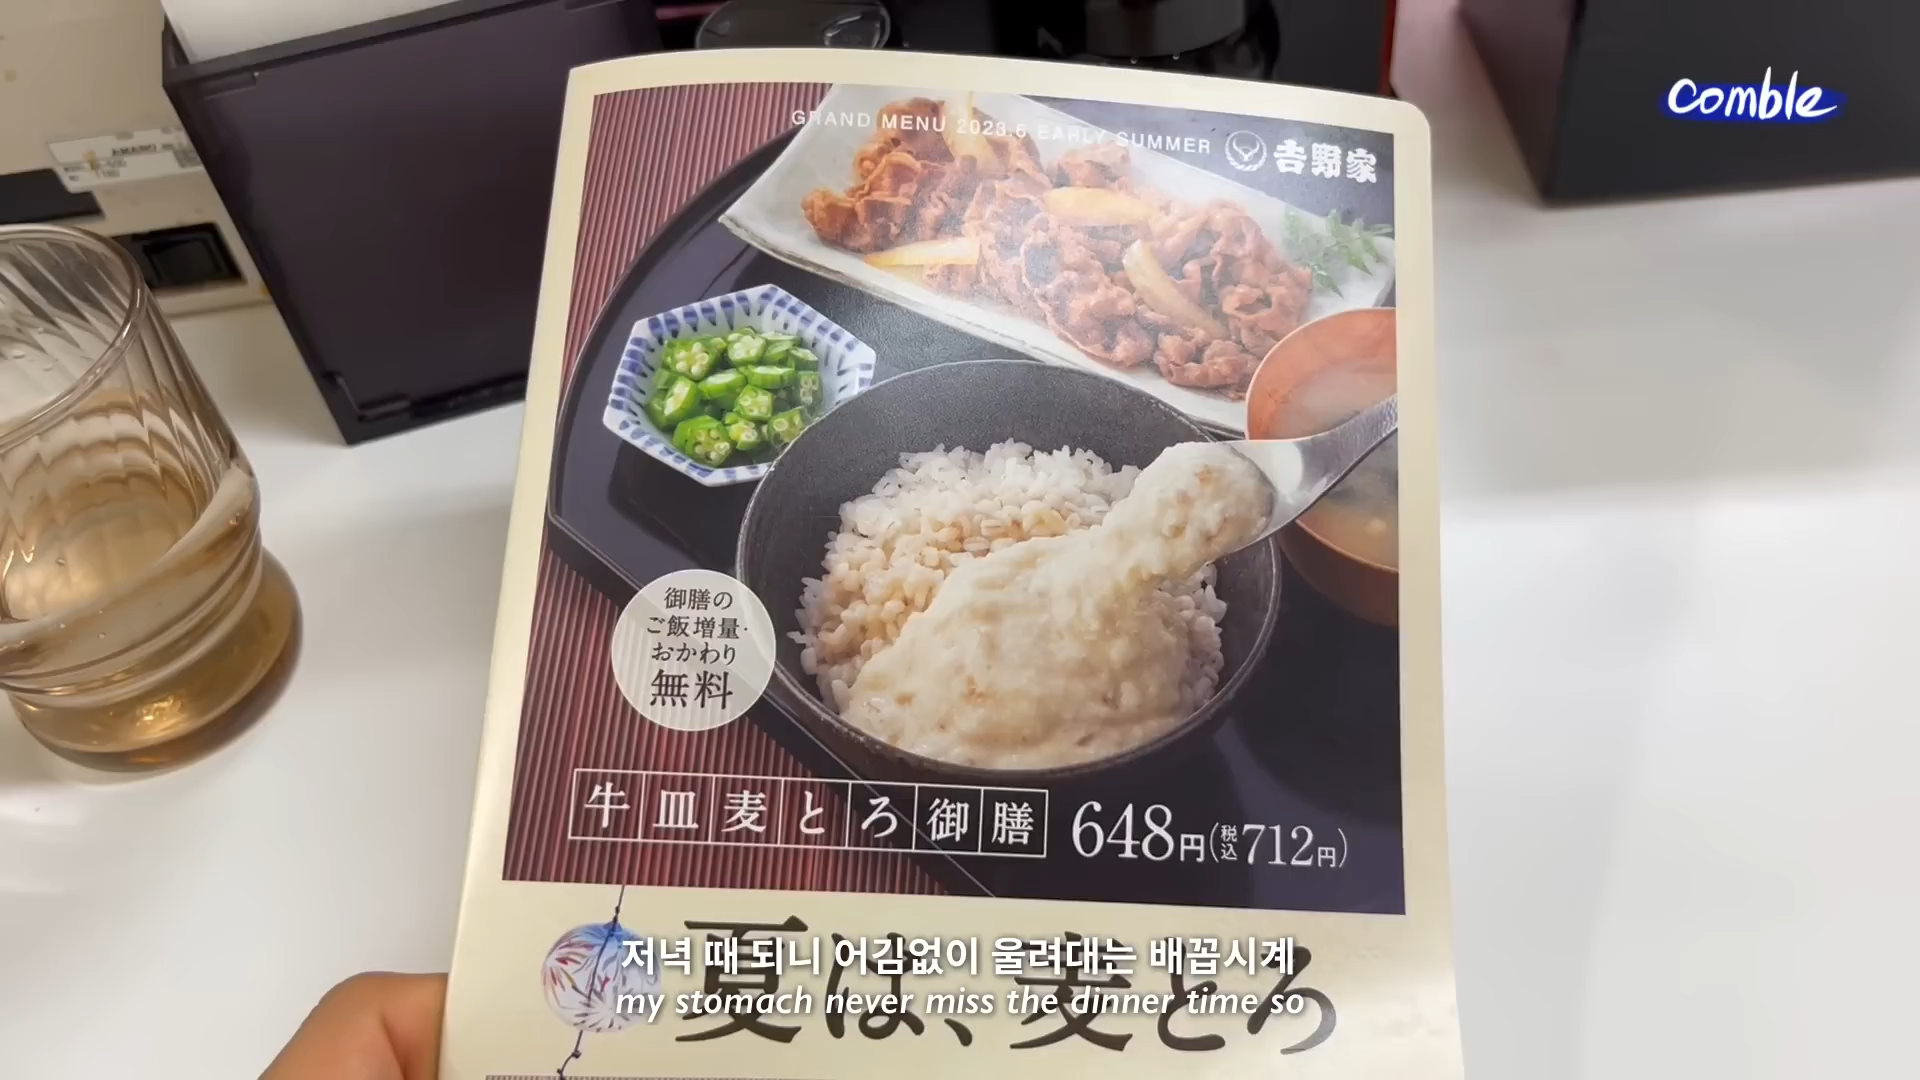 comble
GRAND MENU 2023.6 EARLY SUMMER 吉野家
御膳の
ご飯増量・
おかわり
無料
牛皿麦とろ御膳 648円(税込712円)
夏は、麦とろ
저녁 때 되니 어김없이 울려대는 배꼽시계
my stomach never miss the dinner time so